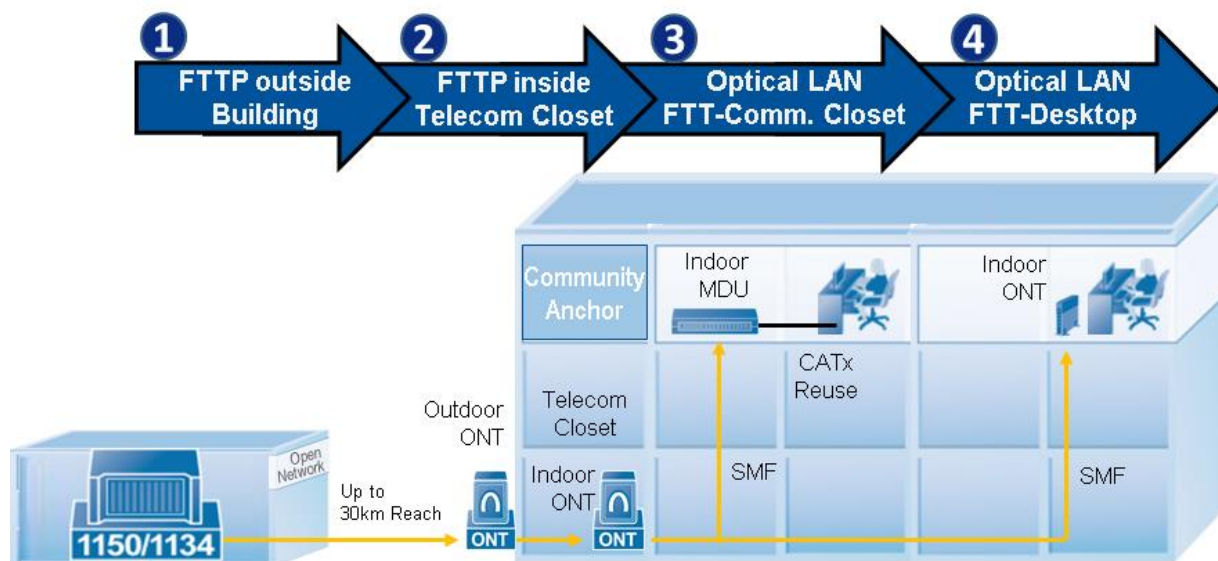 1
FTTP outside
Building
2
FTTP inside
Telecom Closet
3
Optical LAN
FTT-Comm. Closet
4
Optical LAN
FTT-Desktop
Community
Anchor
Indoor
MDU
Indoor
ONT
CATx
Reuse
Telecom
Closet
Outdoor
ONT
Open
Network
1150/1134
Up to
30km Reach
ONT
Indoor
ONT
ONT
SMF
SMF